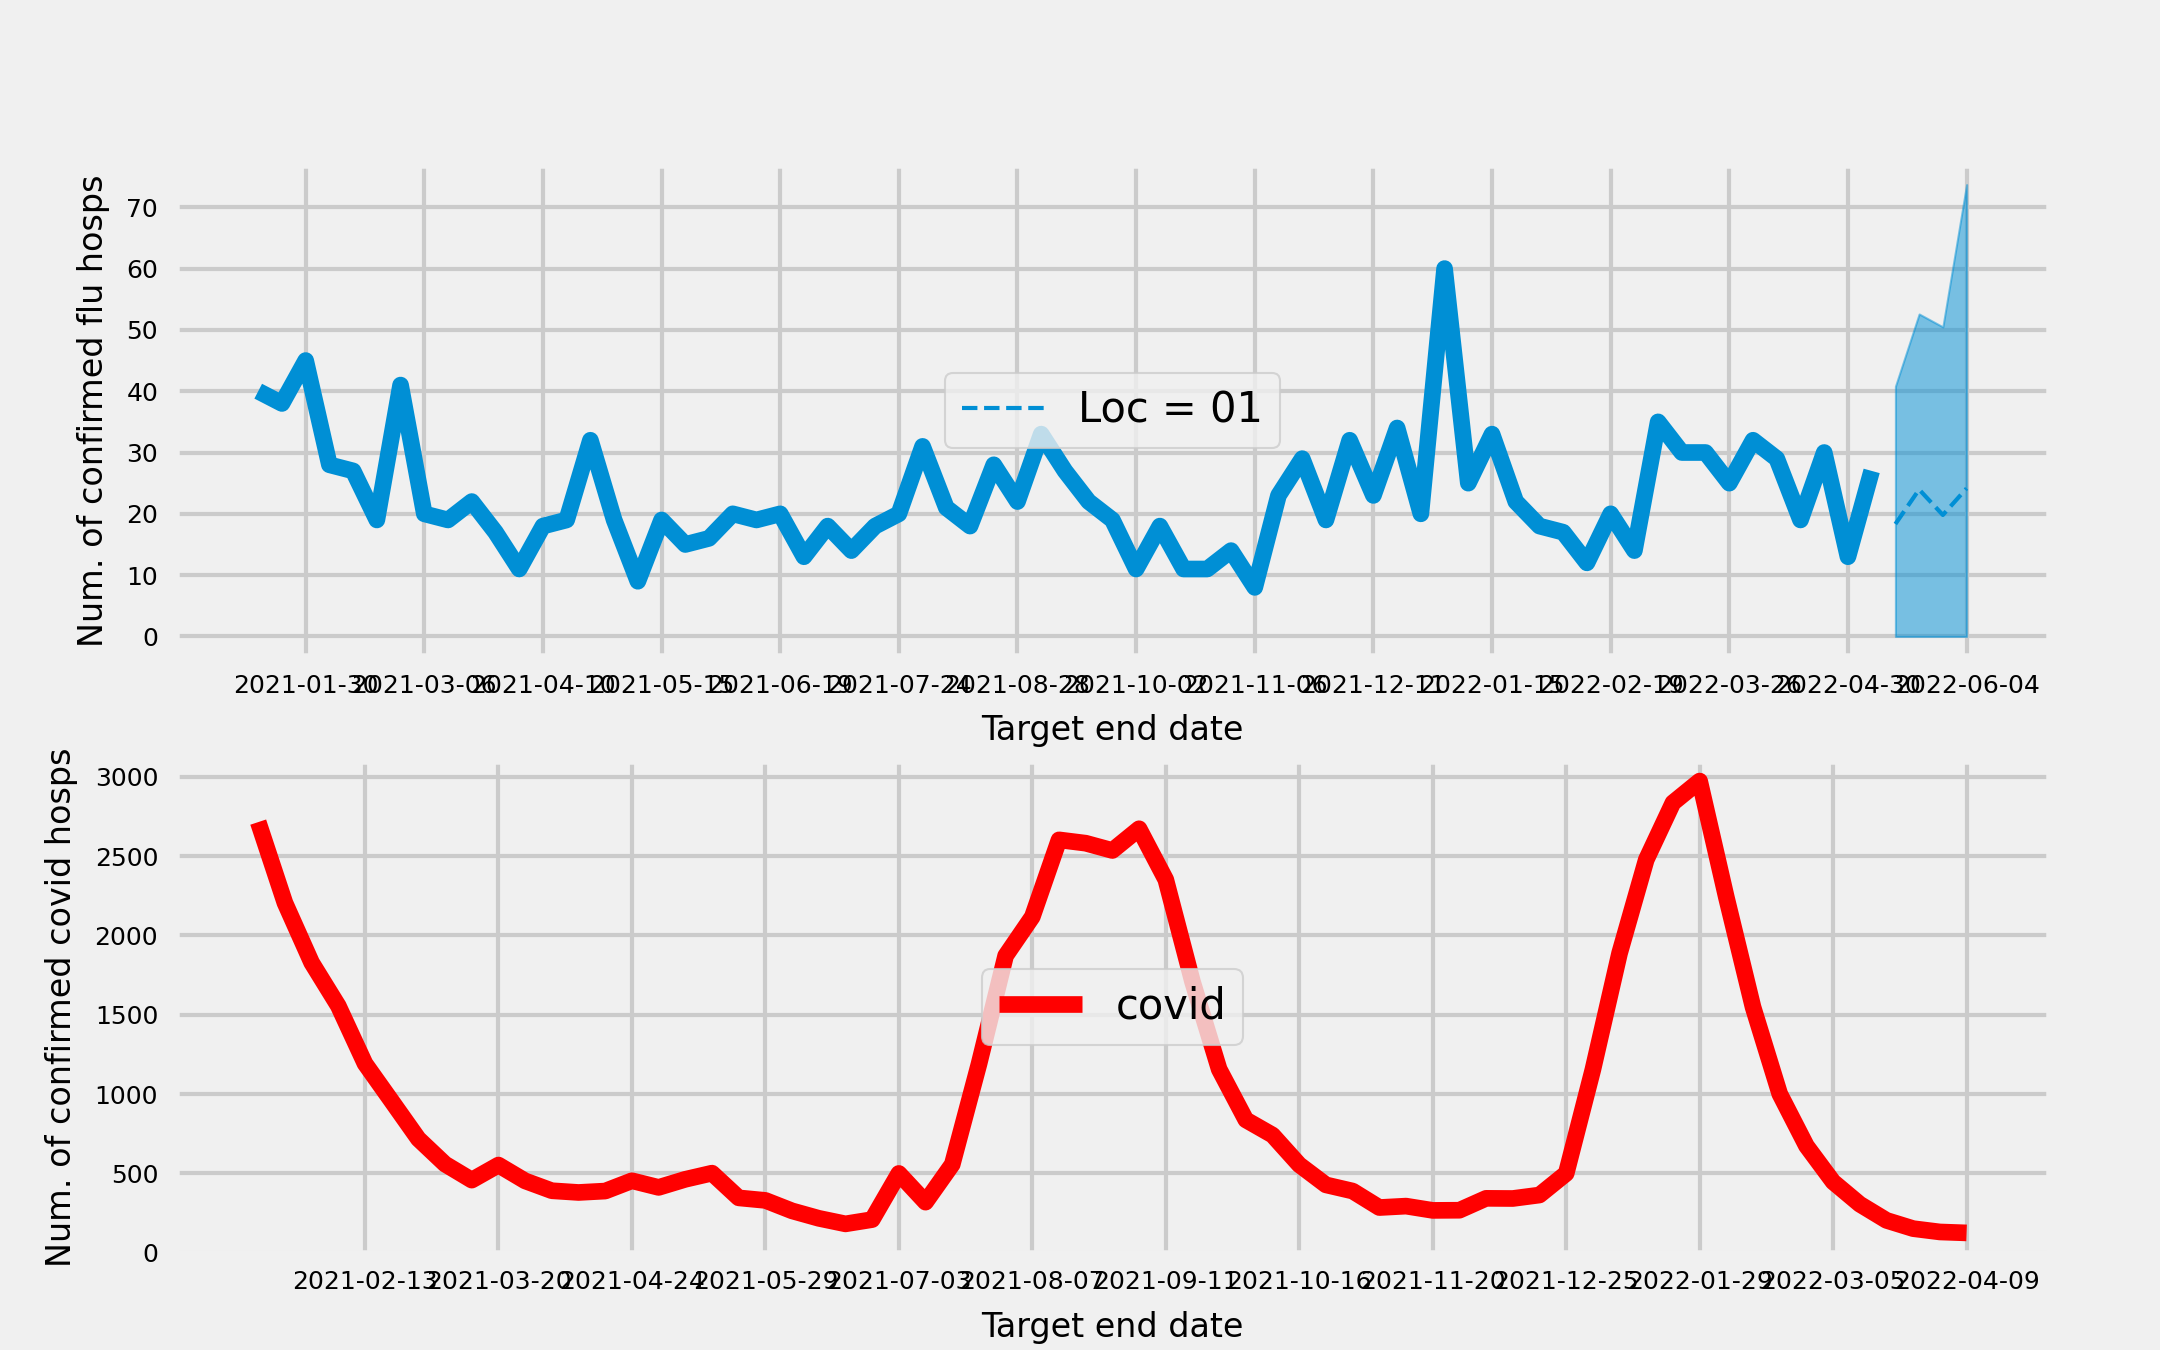 Num. of confirmed flu hosps
70
60
50
40
30
20
10
0
Loc = 01
2021-01-30 2021-03-06 2021-04-10 2021-05-15 2021-06-19 2021-07-24 2021-08-28 2021-10-02 2021-11-06 2021-12-11 2022-01-15 2022-02-19 2022-03-26 2022-04-30 2022-06-04
Target end date
Num. of confirmed covid hosps
3000
2500
2000
1500
1000
500
0
covid
2021-02-13 2021-03-20 2021-04-24 2021-05-29 2021-07-03 2021-08-07 2021-09-11 2021-10-16 2021-11-20 2021-12-25 2022-01-29 2022-03-05 2022-04-09
Target end date